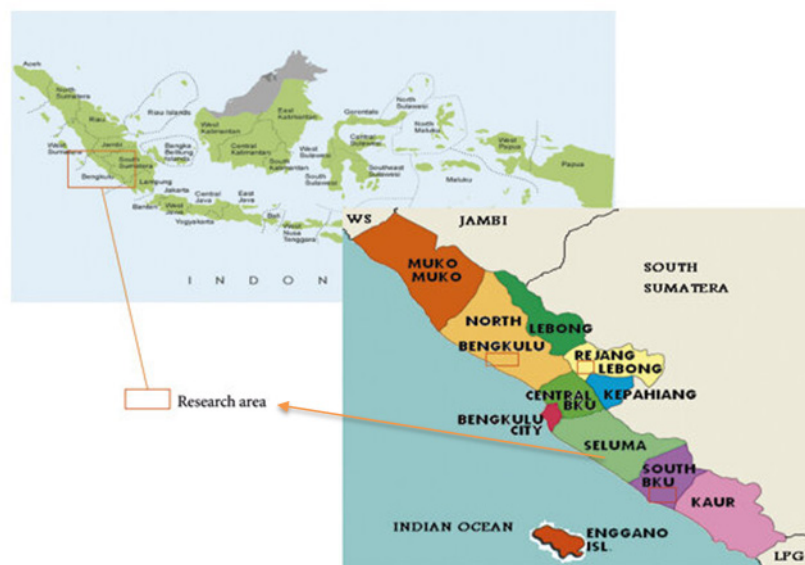 Aceh
North
Sumatera
Riau
Riau Islands
West
Sumatera
Jambi
Bangka
Belitung
Islands
South
Sumatera
Bengkulu
Lampung
Jakarta
Banten
West
Java
Central
Java
Yogyakarta
East
Java
Bali
West
Nusa
Tenggara
West
Kalimantan
Central
Kalimantan
East
Kalimantan
South
Kalimantan
West
Sulawesi
South
Sulawesi
Gorontalo
North
Sulawesi
Central
Sulawesi
Southeast
Sulawesi
North
Maluku
Maluku
West
Papua
Papua
I N D O N
WS
JAMBI
SOUTH
SUMATERA
MUKO
MUKO
NORTH
BENGKULU
LEBONG
REJANG
LEBONG
CENTRAL
BKU
KEPAHIANG
BENGKULU
CITY
SELUMA
SOUTH
BKU
KAUR
INDIAN OCEAN
ENGGANO
ISL.
LPG
Research area